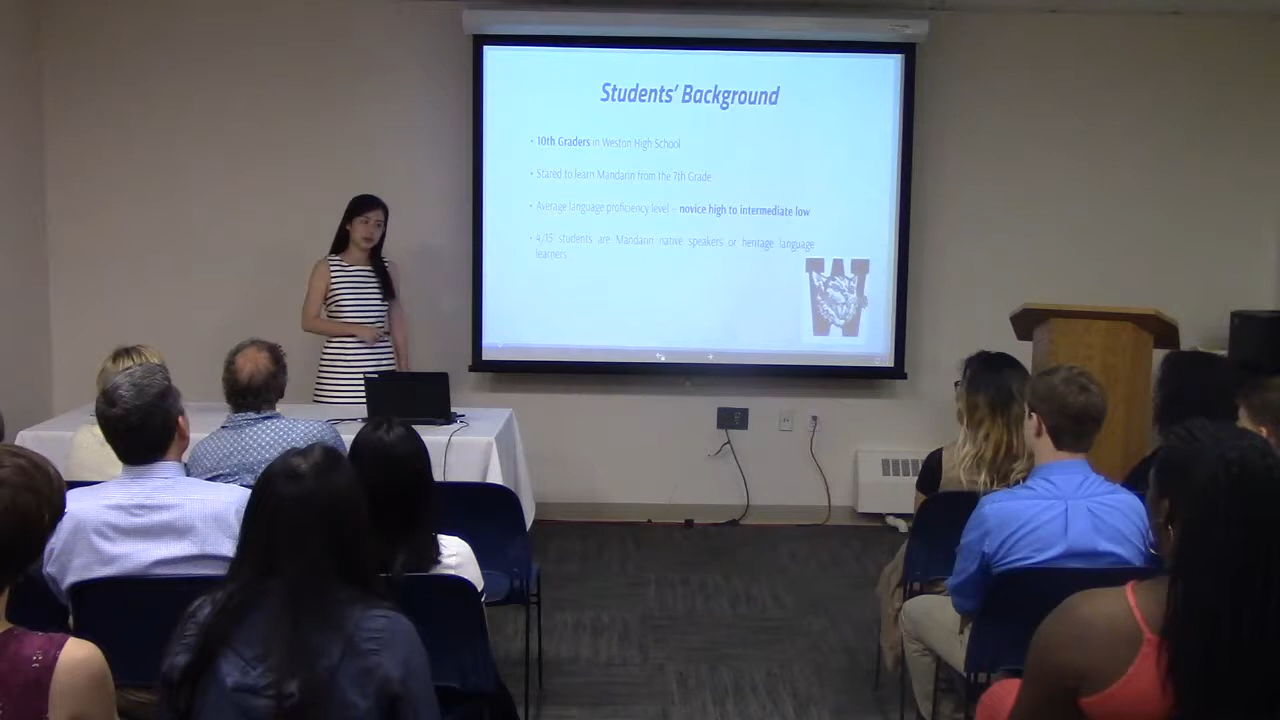 Students' Background
• 10th Graders in Weston High School
• Stared to learn Mandarin from the 7th Grade
• Average language proficiency level – novice high to intermediate low
• 4/15 students are Mandarin native speakers or heritage language
learners
W